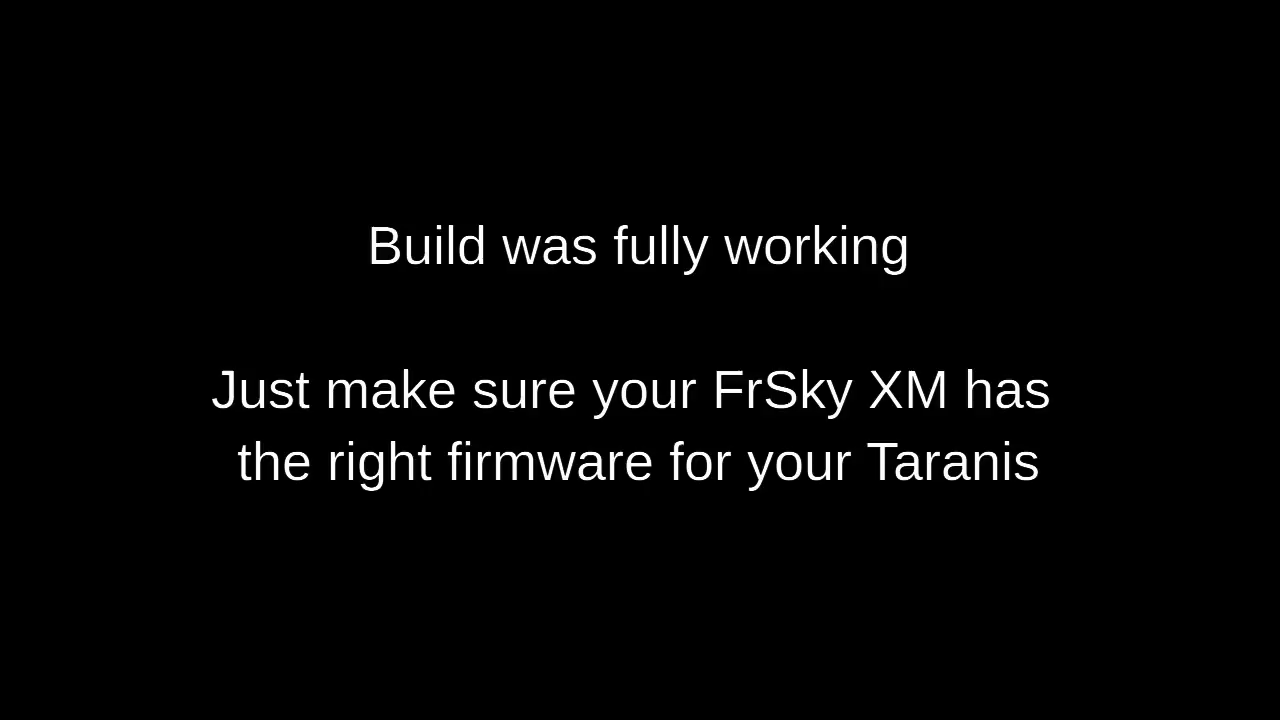 Build was fully working
Just make sure your FrSky XM has
the right firmware for your Taranis